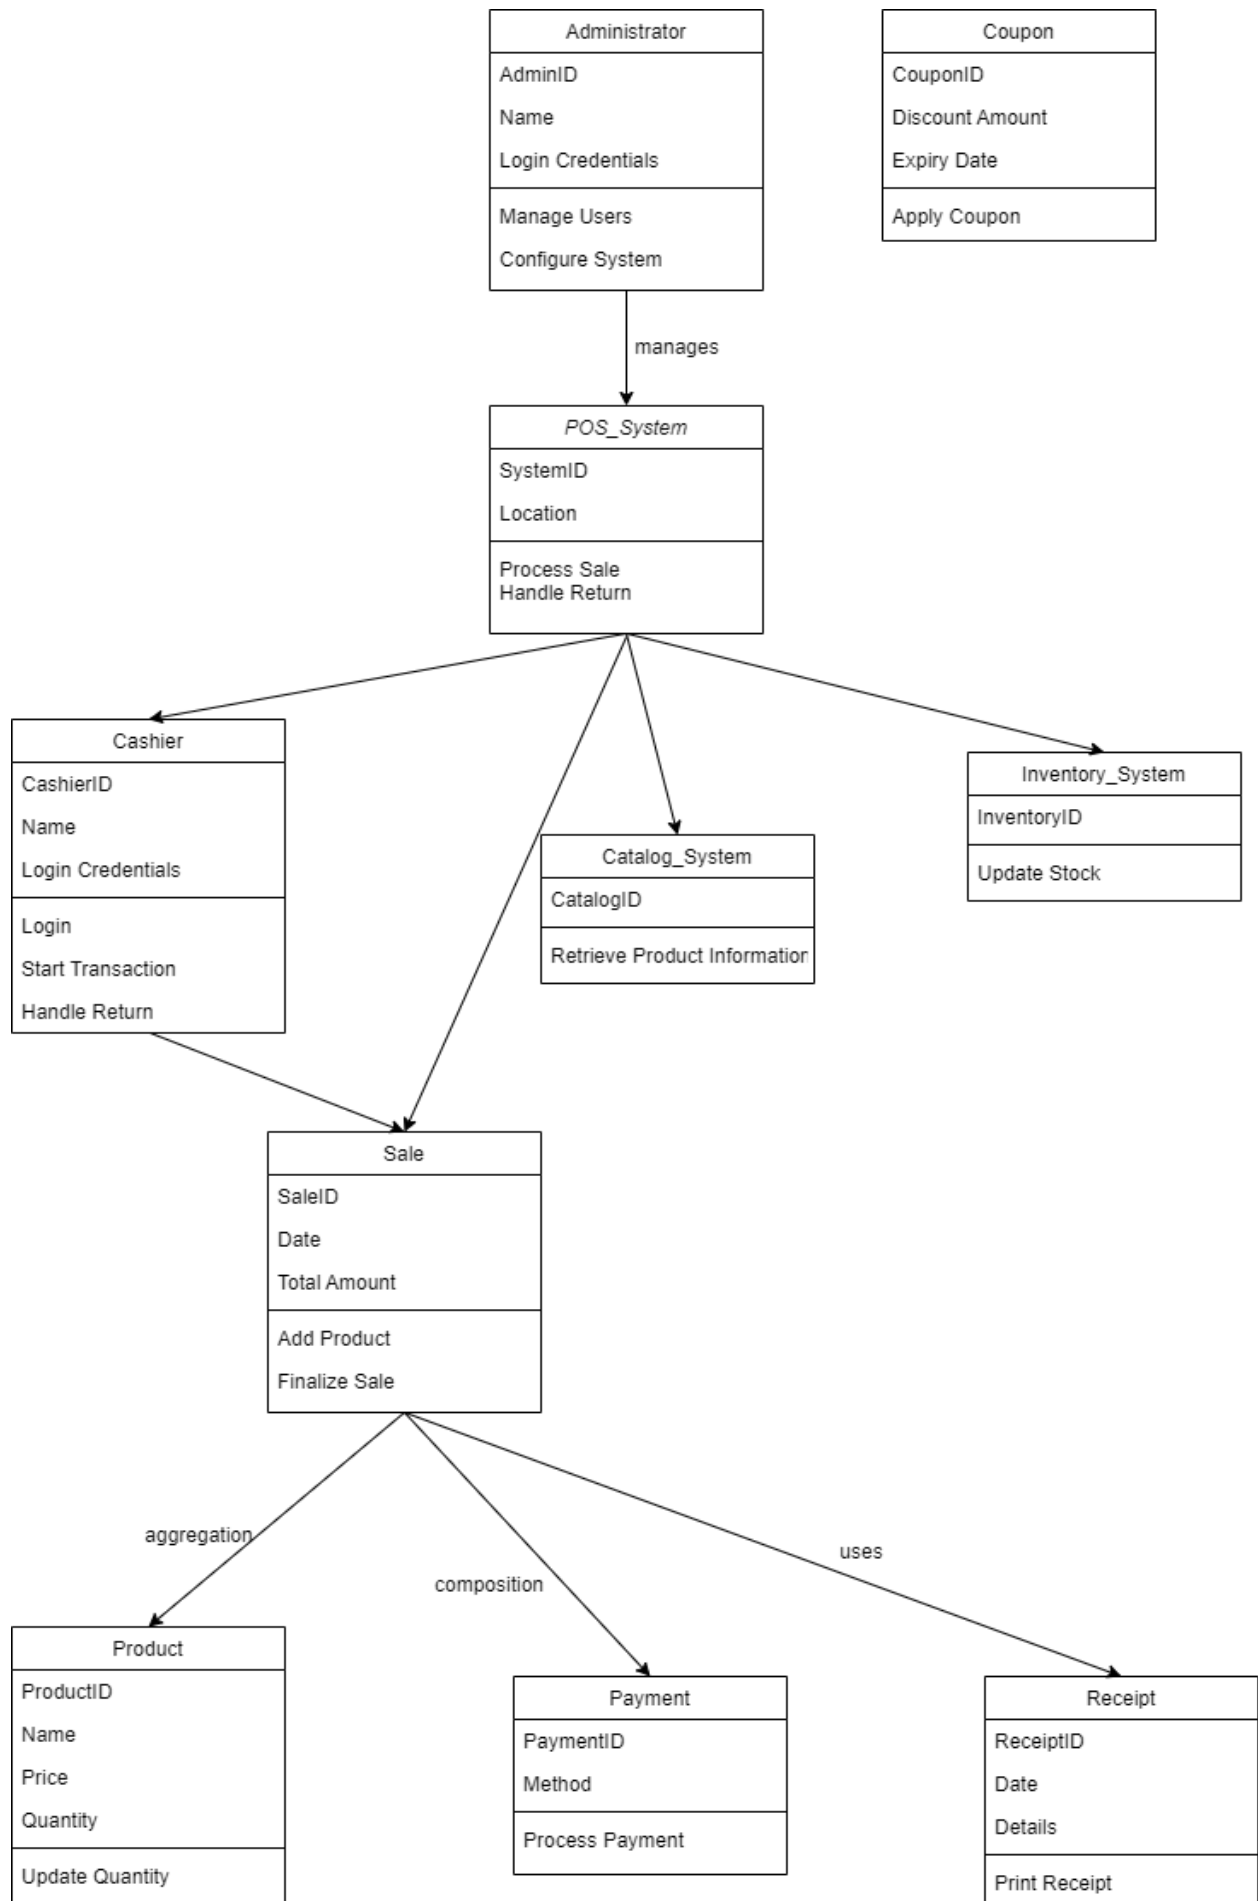 Administrator
AdminID
Name
Login Credentials
Manage Users
Configure System
Coupon
CouponID
Discount Amount
Expiry Date
Apply Coupon
manages
POS_System
SystemID
Location
Process Sale
Handle Return
Cashier
CashierID
Name
Login Credentials
Login
Start Transaction
Handle Return
Catalog_System
CatalogID
Retrieve Product Information
Inventory_System
InventoryID
Update Stock
Sale
SaleID
Date
Total Amount
Add Product
Finalize Sale
aggregation
composition
uses
Product
ProductID
Name
Price
Quantity
Update Quantity
Payment
PaymentID
Method
Process Payment
Receipt
ReceiptID
Date
Details
Print Receipt